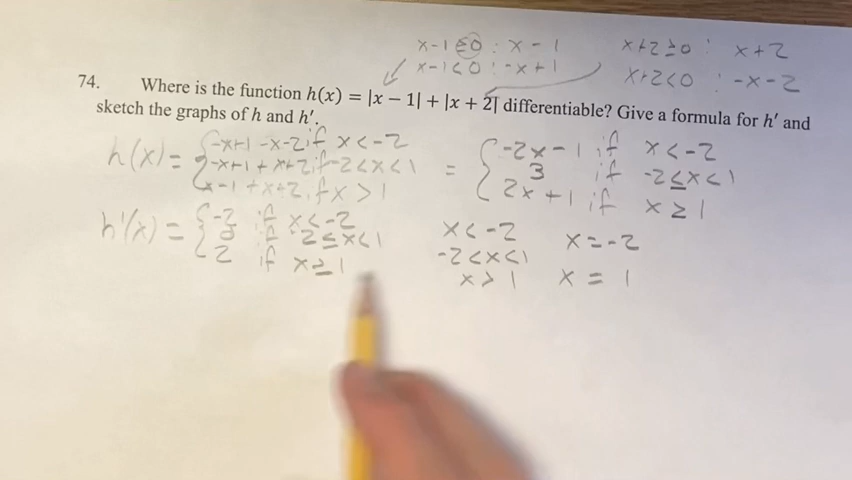 x-1≥0 : x-1
x-1<0 : -x+1
x+2≥0 : x+2
x+2<0 : -x-2
74. Where is the function h(x) = |x − 1| + |x + 2| differentiable? Give a formula for h′ and
sketch the graphs of h and h′.
h(x) = { -x+1 -x-2 if x<-2
-x+1 +x+2 if -2<x<1
x-1 +x+2 if x>1
= { -2x-1 if x<-2
3 if -2≤x<1
2x+1 if x≥1
h'(x) = { -2 if x<-2
0 if -2≤x<1
2 if x≥1
x<-2
-2<x<1
x>1
x=-2
x=1